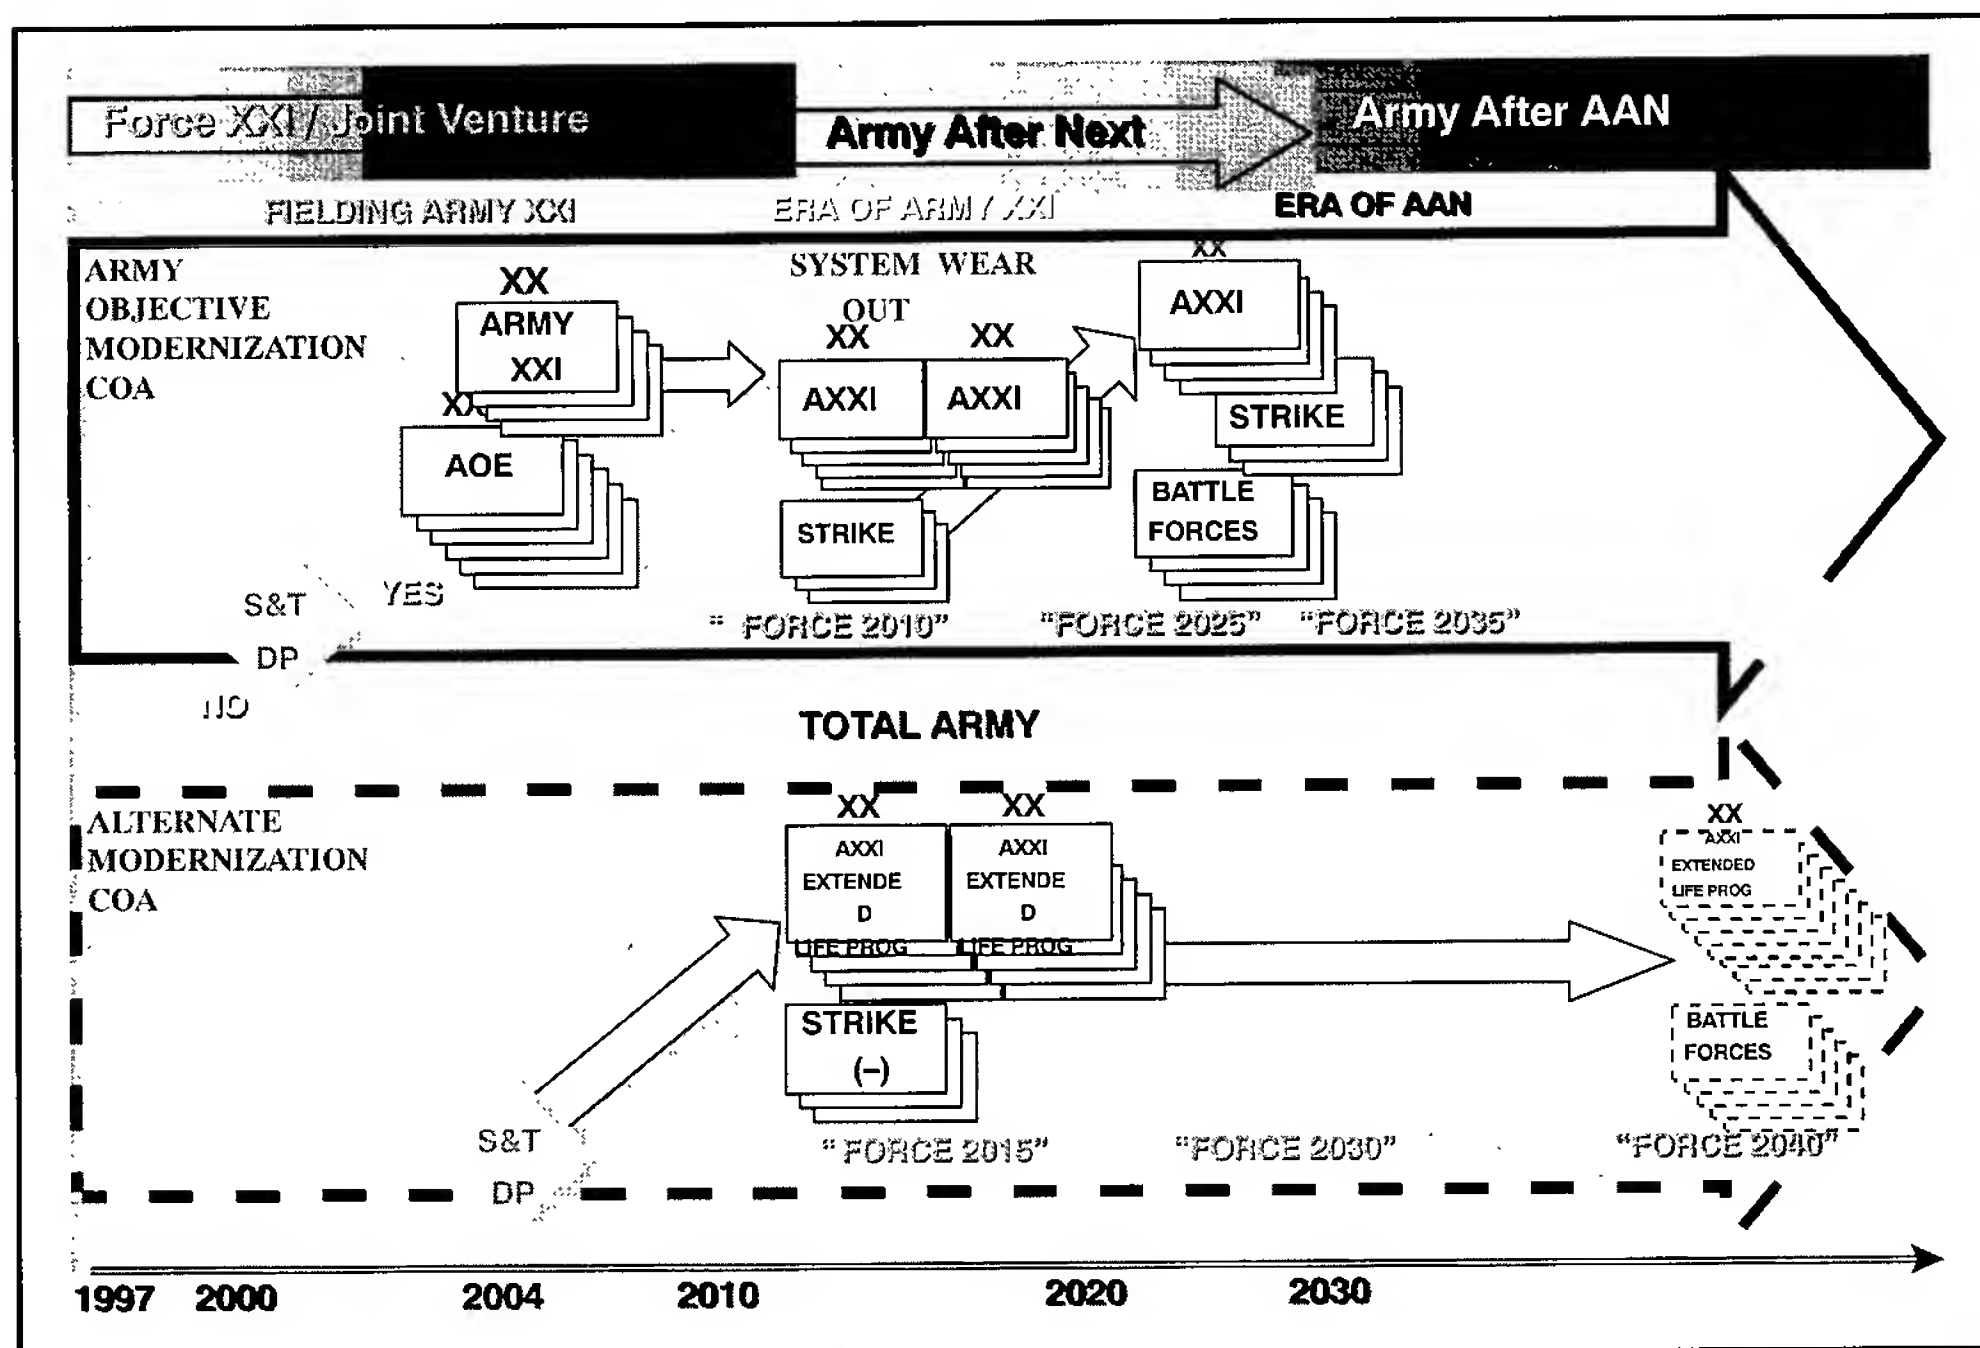 Force XXI / Joint Venture
Army After Next
Army After AAN
FIELDING ARMY XXI
ERA OF ARMY XXI
ERA OF AAN
ARMY
OBJECTIVE
MODERNIZATION
COA
XX
ARMY
XXI
XX
AOE
SYSTEM WEAR
OUT
XX
XX
AXXI
AXXI
STRIKE
XX
AXXI
STRIKE
BATTLE
FORCES
S&T
DP
YES
NO
" FORCE 2010"
"FORCE 2025"
"FORCE 2035"
TOTAL ARMY
ALTERNATE
MODERNIZATION
COA
XX
XX
AXXI
EXTENDE
D
LIFE PROG
AXXI
EXTENDE
D
LIFE PROG
STRIKE
(–)
XX
AXXI
EXTENDED
LIFE PROG
BATTLE
FORCES
S&T
DP
" FORCE 2015"
"FORCE 2030"
"FORCE 2040"
1997 2000 2004 2010 2020 2030